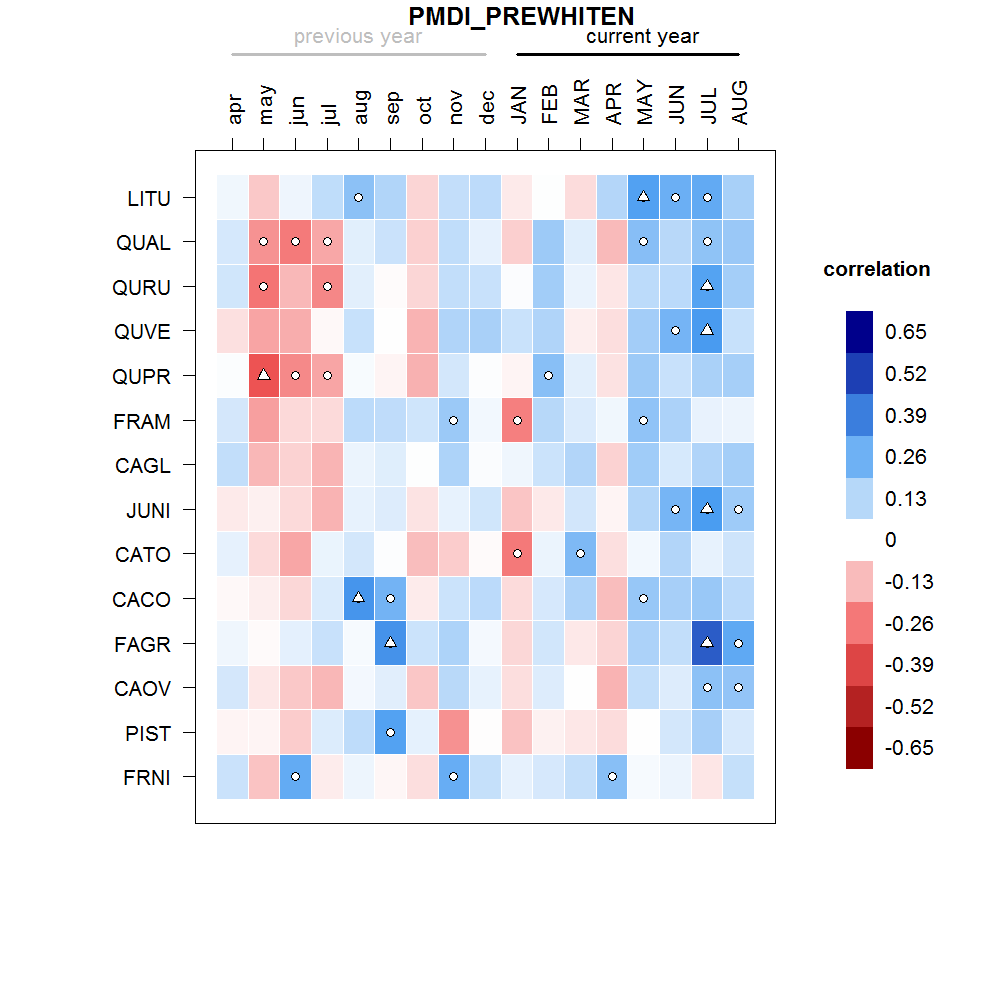 PMDI_PREWHITEN
previous year current year
apr may jun jul aug sep oct nov dec JAN FEB MAR APR MAY JUN JUL AUG
LITU
QUAL
QURU
QUVE
QUPR
FRAM
CAGL
JUNI
CATO
CACO
FAGR
CAOV
PIST
FRNI
correlation
0.65
0.52
0.39
0.26
0.13
0
-0.13
-0.26
-0.39
-0.52
-0.65